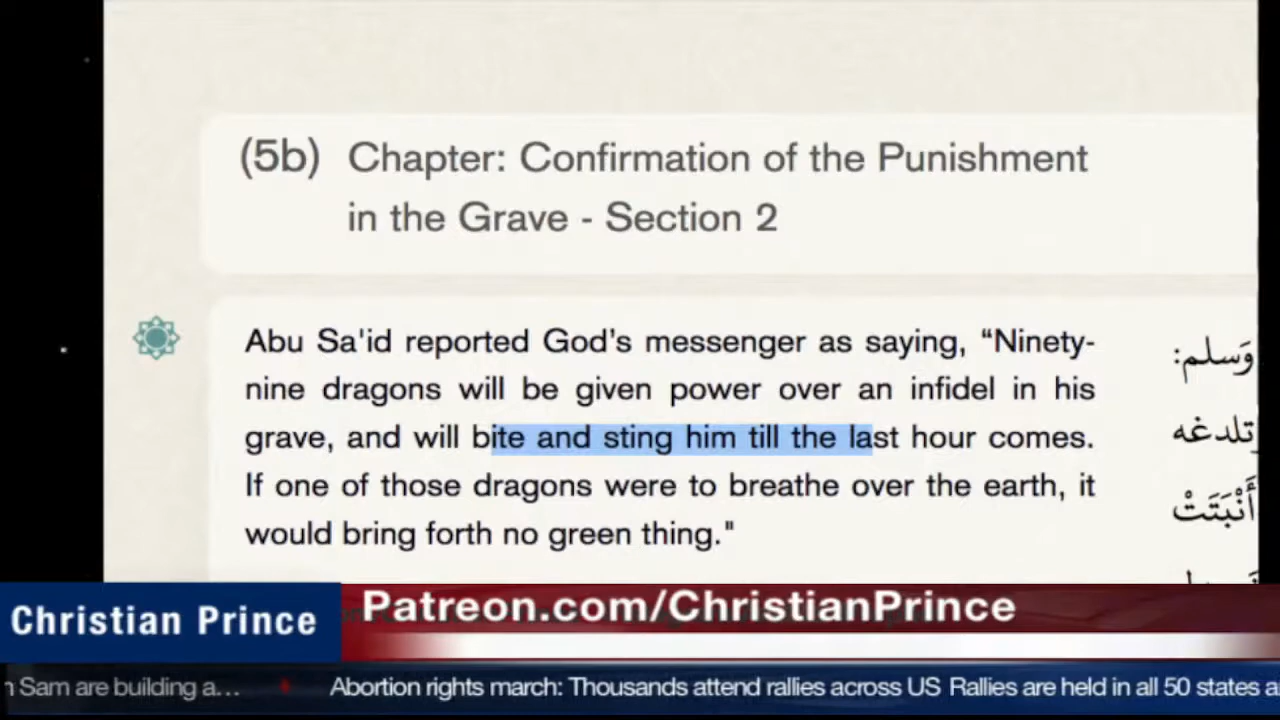 (5b) Chapter: Confirmation of the Punishment
in the Grave - Section 2
Abu Sa'id reported God's messenger as saying, “Ninety-
nine dragons will be given power over an infidel in his
grave, and will bite and sting him till the last hour comes.
If one of those dragons were to breathe over the earth, it
would bring forth no green thing."
وَسلم:
تلدغه
أَنْبَتَتْ
Christian Prince
Patreon.com/ChristianPrince
n Sam are building a… Abortion rights march: Thousands attend rallies across US Rallies are held in all 50 states a